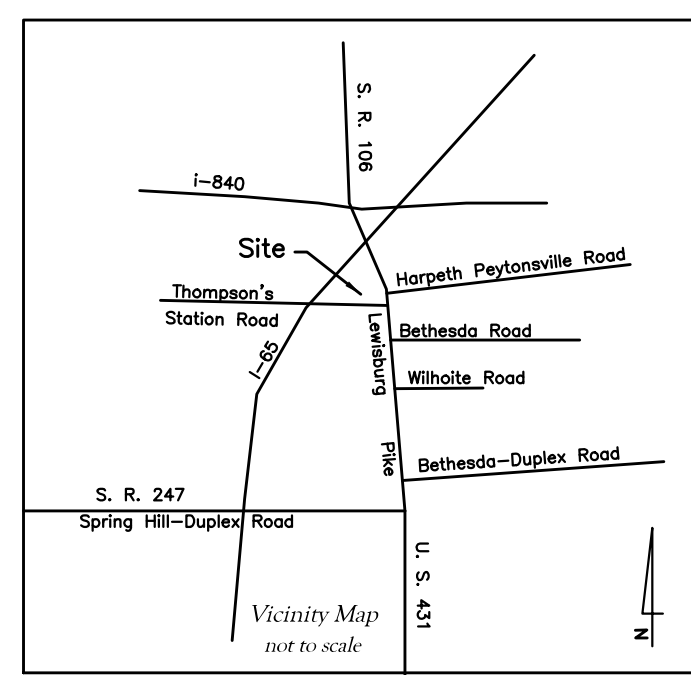 S. R. 106
i-840
Site
Harpeth Peytonsville Road
Thompson's
Station Road
Lewisburg Pike
Bethesda Road
I-65
Wilhoite Road
Bethesda-Duplex Road
S. R. 247
Spring Hill-Duplex Road
U. S. 431
Vicinity Map
not to scale
N